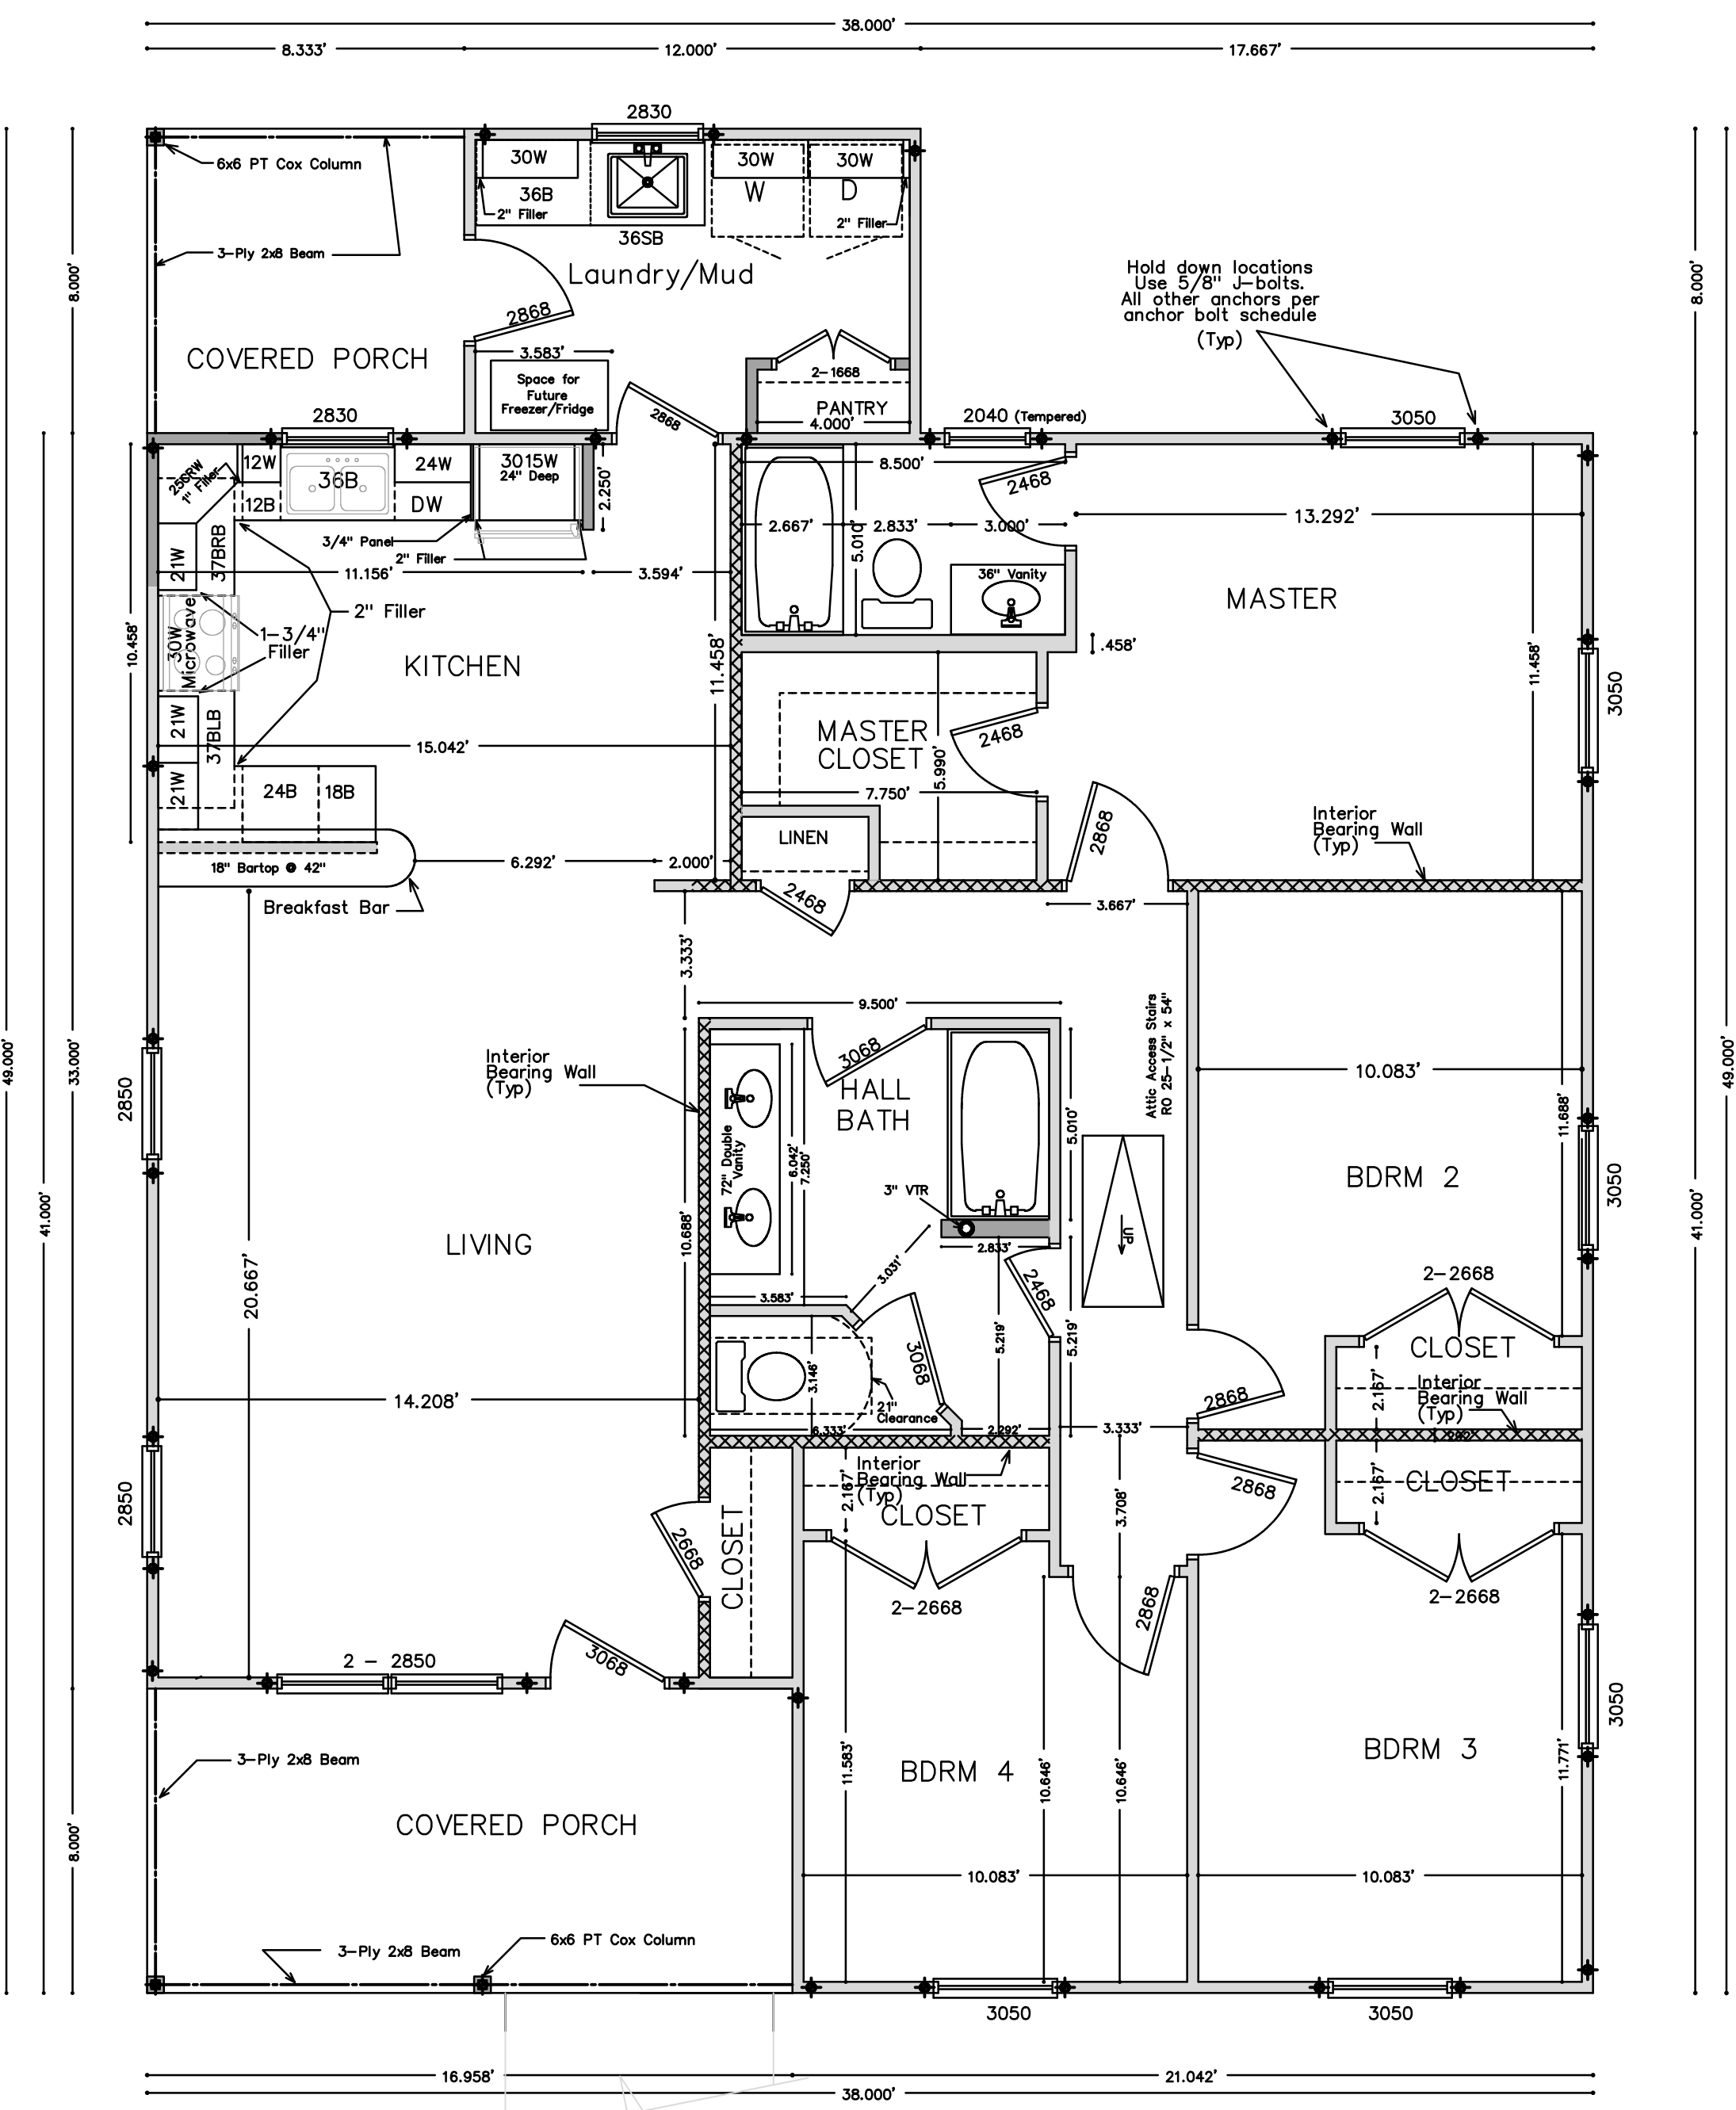 38.000'
8.333'
12.000'
17.667'
2830
6x6 PT Cox Column
30W
30W
30W
W
D
36B
2" Filler
2" Filler
36SB
3-Ply 2x8 Beam
Laundry/Mud
8.000'
8.000'
Hold down locations
Use 5/8" J-bolts.
All other anchors per
anchor bolt schedule
(Typ)
2868
COVERED PORCH
3.583'
Space for
Future
Freezer/Fridge
2-1668
PANTRY
4.000'
2868
2830
2040 (Tempered)
3050
25CRW
1" Filler
12W
36B
24W
3015W
24" Deep
2.250'
12B
DW
8.500'
2468
2.667'
2.833'
3.000'
5.010'
13.292'
3/4" Panel
2" Filler
21W
37BRB
11.156'
3.594'
36" Vanity
MASTER
2" Filler
30W
Microwave
1-3/4"
Filler
10.458'
KITCHEN
11.458'
.458'
11.458'
3050
21W
37BLB
15.042'
MASTER
CLOSET
2468
5.990'
7.750'
21W
24B
18B
LINEN
2868
Interior
Bearing Wall
(Typ)
18" Bartop @ 42"
6.292'
2.000'
Breakfast Bar
2468
3.667'
3.333'
9.500'
49.000'
33.000'
41.000'
49.000'
41.000'
Interior
Bearing Wall
(Typ)
2850
3068
HALL
BATH
Attic Access Stairs
RO 25-1/2" x 54"
10.083'
11.688'
5.010'
72" Double
Vanity
6.042'
7.250'
3" VTR
BDRM 2
3050
10.688'
LIVING
20.667'
UP
2.833'
3.031'
2468
3.583'
5.219'
5.219'
2-2668
CLOSET
3.146'
3068
21"
Clearance
14.208'
2868
2.167'
Interior
Bearing Wall
(Typ)
6.333'
2.292'
3.333'
Interior
Bearing Wall
(Typ)
2.167'
CLOSET
3.708'
2868
2.167'
CLOSET
2850
2668
CLOSET
2-2668
2868
2-2668
2 - 2850
3068
3050
3-Ply 2x8 Beam
BDRM 4
BDRM 3
11.583'
10.646'
10.646'
11.771'
COVERED PORCH
8.000'
10.083'
10.083'
3-Ply 2x8 Beam
6x6 PT Cox Column
3050
3050
16.958'
21.042'
38.000'